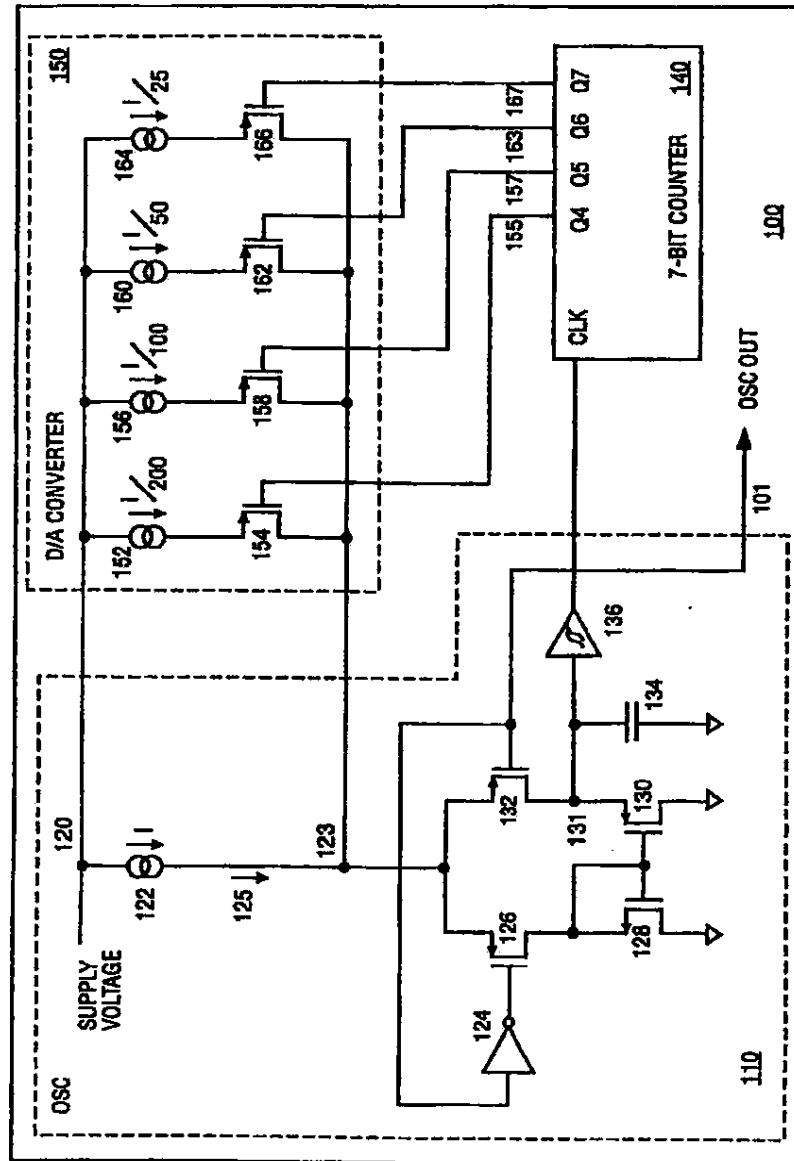 150
D/A CONVERTER
152
I/200
156
I/100
160
I/50
164
I/25
154
158
162
166
155
157
163
167
Q4
Q5
Q6
Q7
CLK
140
7-BIT COUNTER
100
OSC
SUPPLY
VOLTAGE
120
122
I
125
123
124
126
132
131
128
130
134
136
110
101
OSC OUT